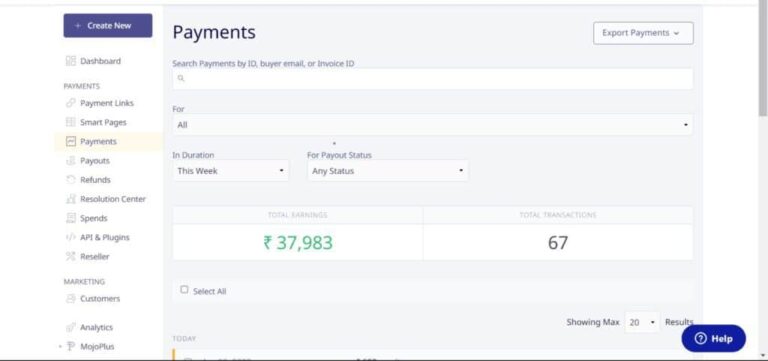 + Create New
Dashboard
PAYMENTS
Payment Links
Smart Pages
Payments
Payouts
Refunds
Resolution Center
Spends
API & Plugins
Reseller
MARKETING
Customers
Analytics
MojoPlus
Payments
Export Payments
Search Payments by ID, buyer email, or Invoice ID
For
All
In Duration
For Payout Status
This Week
Any Status
TOTAL EARNINGS
TOTAL TRANSACTIONS
₹ 37,983
67
Select All
Showing Max 20 Results
TODAY
Help